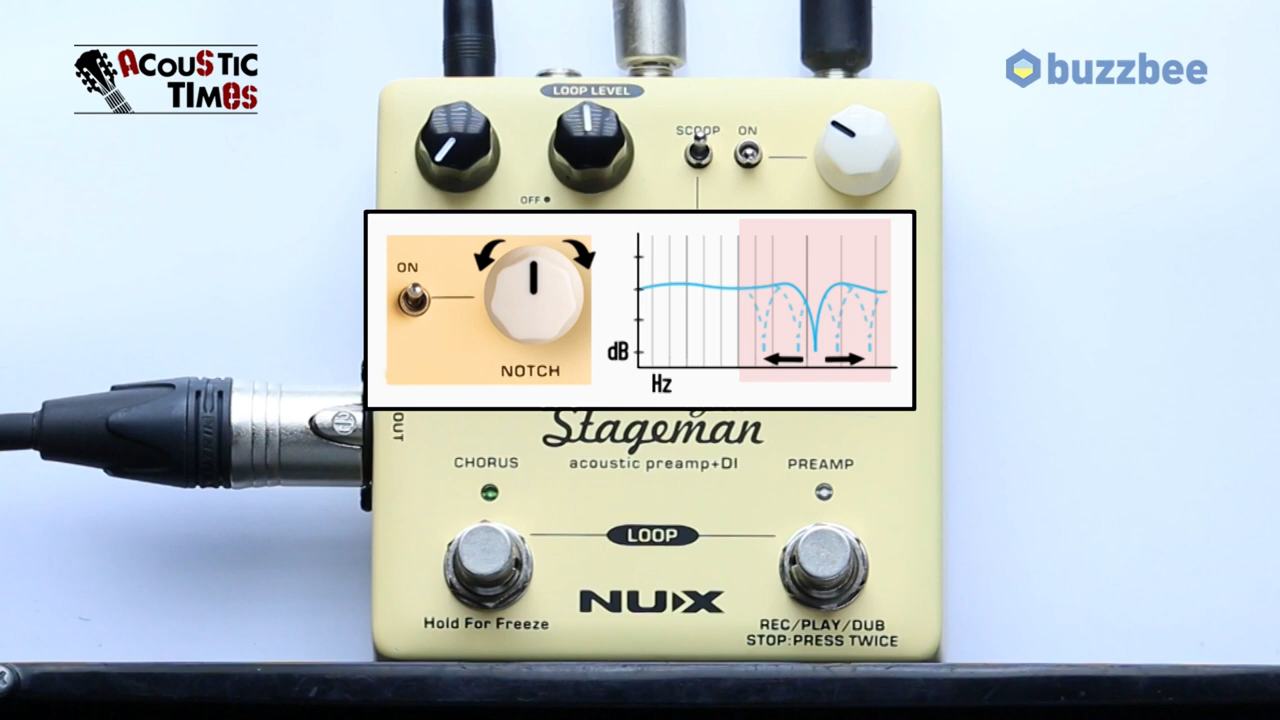 ACOUSTIC
TIMES
buzzbee
LOOP LEVEL
SCOOP ON
OFF
ON
NOTCH
dB
Hz
OUT
Stageman
acoustic preamp+DI
CHORUS
PREAMP
LOOP
NUX
Hold For Freeze
REC/PLAY/DUB
STOP:PRESS TWICE